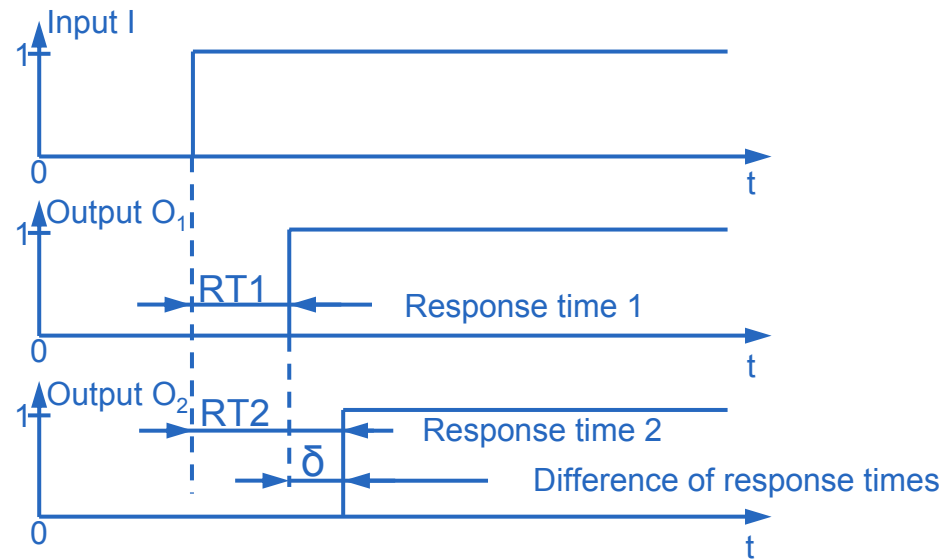 Input I
1
0
t
Output O₁
1
RT1
Response time 1
0
t
Output O₂
1
RT2
Response time 2
δ
Difference of response times
0
t